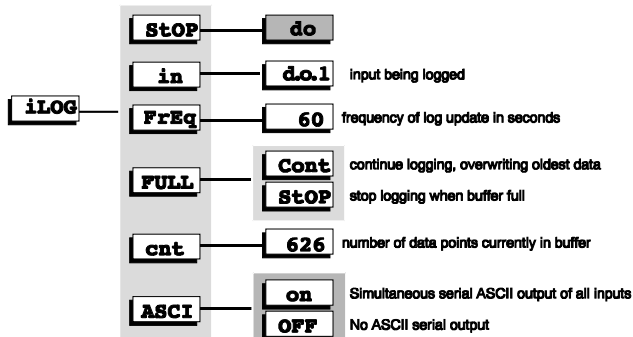 StOP do
in d.o.1 input being logged
iLOG
FrEq 60 frequency of log update in seconds
FULL
Cont continue logging, overwriting oldest data
StOP stop logging when buffer full
cnt 626 number of data points currently in buffer
ASCI
on Simultaneous serial ASCII output of all inputs
OFF No ASCII serial output